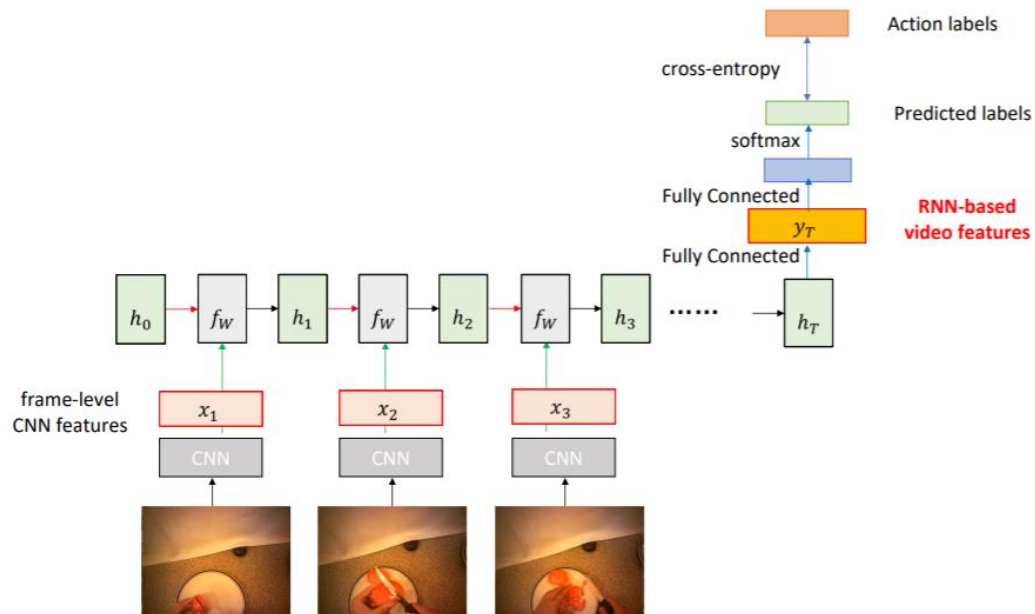 Action labels
cross-entropy
Predicted labels
softmax
Fully Connected
RNN-based
video features
y_T
Fully Connected
h_0
f_W
h_1
f_W
h_2
f_W
h_3
......
h_T
frame-level
CNN features
x_1
x_2
x_3
CNN
CNN
CNN